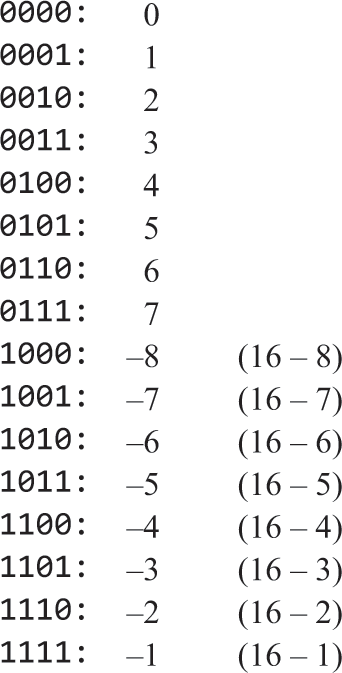 0000: 0
0001: 1
0010: 2
0011: 3
0100: 4
0101: 5
0110: 6
0111: 7
1000: –8 (16 – 8)
1001: –7 (16 – 7)
1010: –6 (16 – 6)
1011: –5 (16 – 5)
1100: –4 (16 – 4)
1101: –3 (16 – 3)
1110: –2 (16 – 2)
1111: –1 (16 – 1)